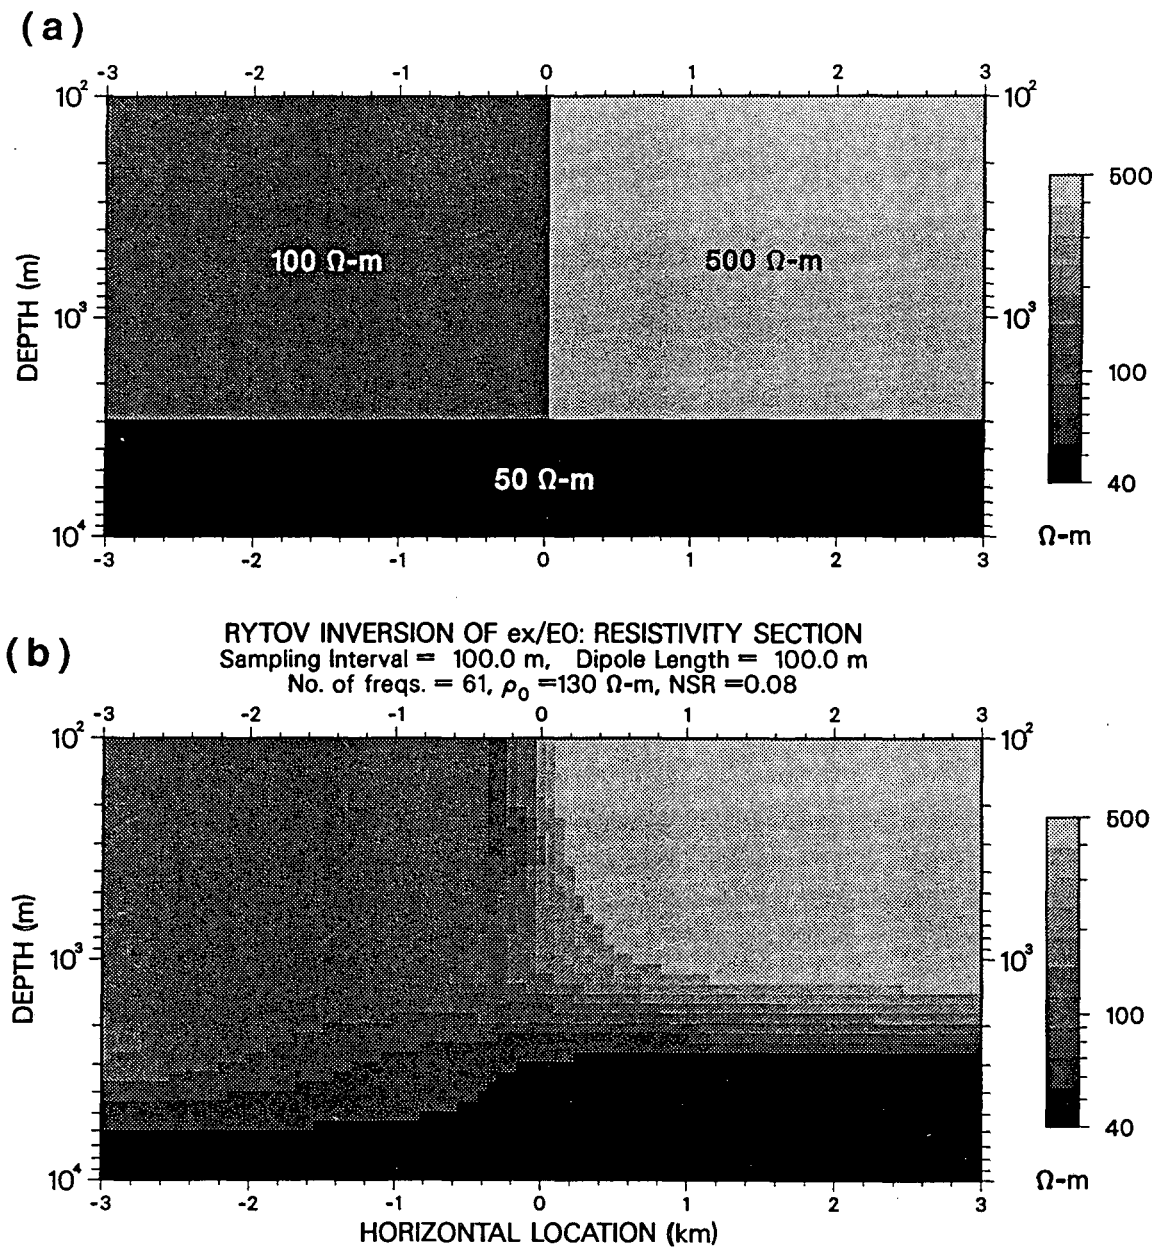 (a)
-3 -2 -1 0 1 2 3
10² 10²
500
100 Ω-m 500 Ω-m
DEPTH (m)
10³ 10³
100
50 Ω-m
40
10⁴
Ω-m
-3 -2 -1 0 1 2 3
(b)
RYTOV INVERSION OF ex/E0: RESISTIVITY SECTION
Sampling Interval = 100.0 m, Dipole Length = 100.0 m
No. of freqs. = 61, ρ₀ =130 Ω-m, NSR =0.08
-3 -2 -1 0 1 2 3
10² 10²
500
DEPTH (m)
10³ 10³
100
40
10⁴
Ω-m
-3 -2 -1 0 1 2 3
HORIZONTAL LOCATION (km)